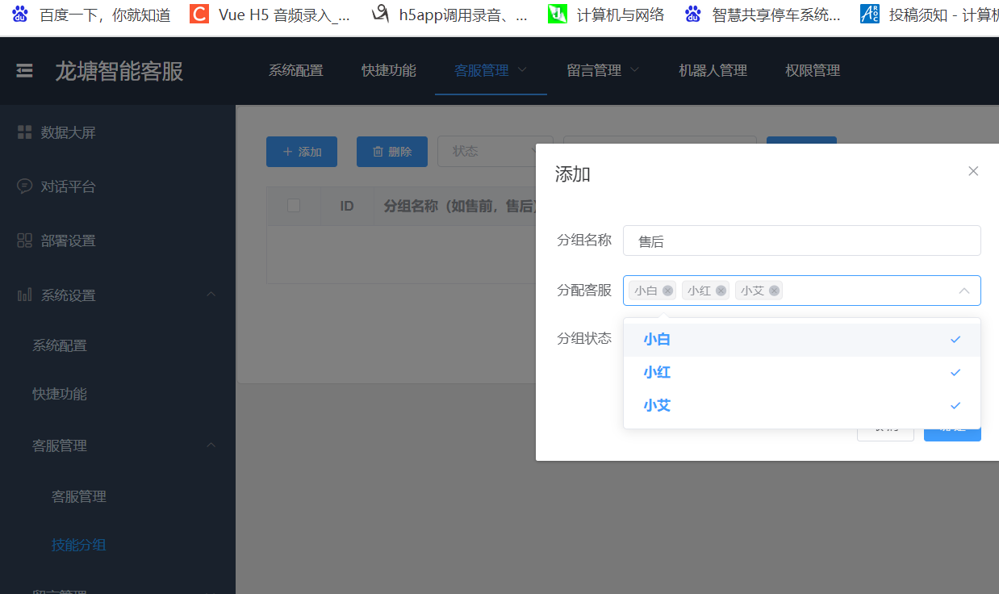 百度一下，你就知道 Vue H5 音频录入_... h5app调用录音、... 计算机与网络 智慧共享停车系统... 投稿须知 - 计算机
龙塘智能客服 系统配置 快捷功能 客服管理 留言管理 机器人管理 权限管理
数据大屏
对话平台
部署设置
系统设置
系统配置
快捷功能
客服管理
客服管理
技能分组
留言管理
添加 删除 状态
ID 分组名称（如售前，售后）
添加
分组名称 售后
分配客服 小白 小红 小艾
分组状态
小白
小红
小艾